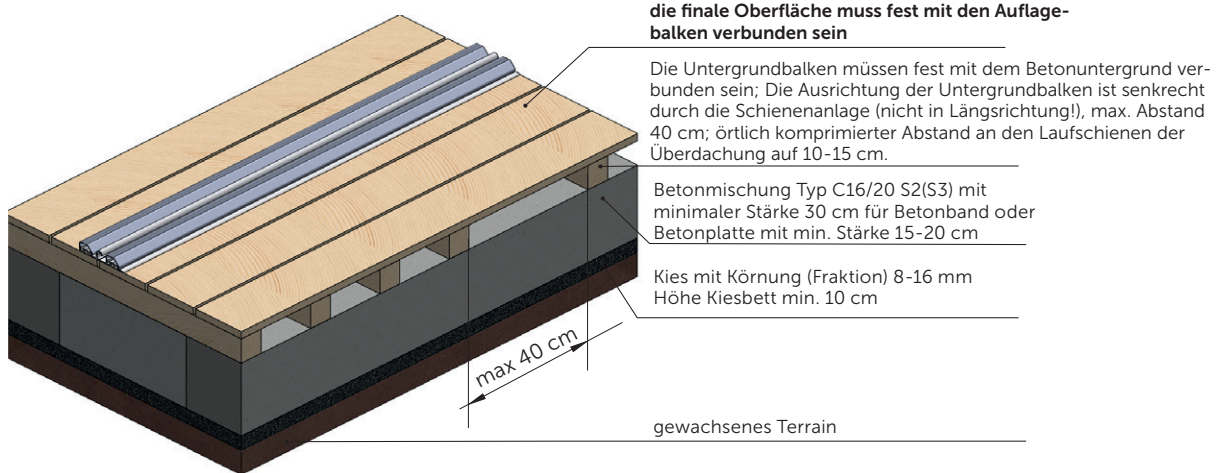 die finale Oberfläche muss fest mit den Auflage-
balken verbunden sein
Die Untergrundbalken müssen fest mit dem Betonuntergrund ver-
bunden sein; Die Ausrichtung der Untergrundbalken ist senkrecht
durch die Schienenanlage (nicht in Längsrichtung!), max. Abstand
40 cm; örtlich komprimierter Abstand an den Laufschienen der
Überdachung auf 10-15 cm.
Betonmischung Typ C16/20 S2(S3) mit
minimaler Stärke 30 cm für Betonband oder
Betonplatte mit min. Stärke 15-20 cm
Kies mit Körnung (Fraktion) 8-16 mm
Höhe Kiesbett min. 10 cm
max 40 cm
gewachsenes Terrain